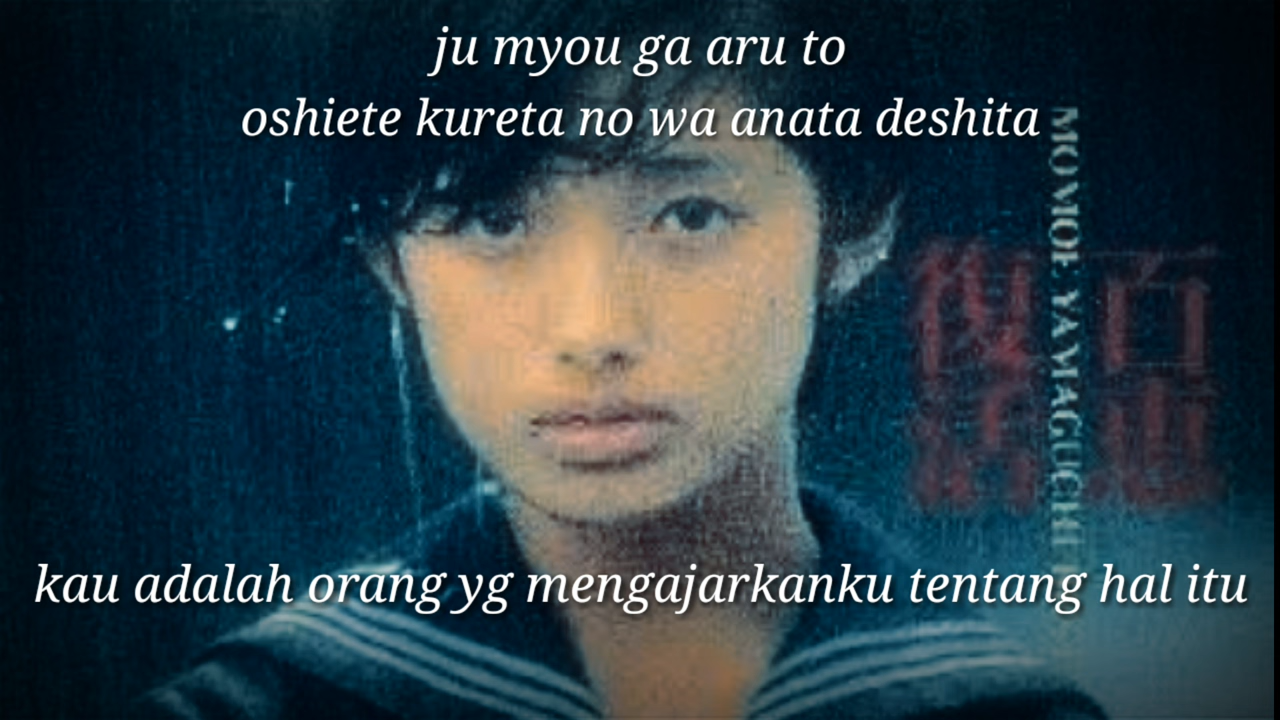 ju myou ga aru to
oshiete kureta no wa anata deshita
MOMOE YAMAGUCHI
kau adalah orang yg mengajarkanku tentang hal itu